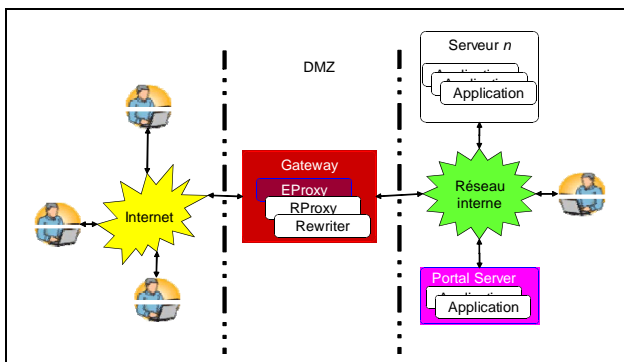 Serveur n
Application
DMZ
Gateway
EProxy
RProxy
Rewriter
Internet
Réseau
interne
Portal Server
Application